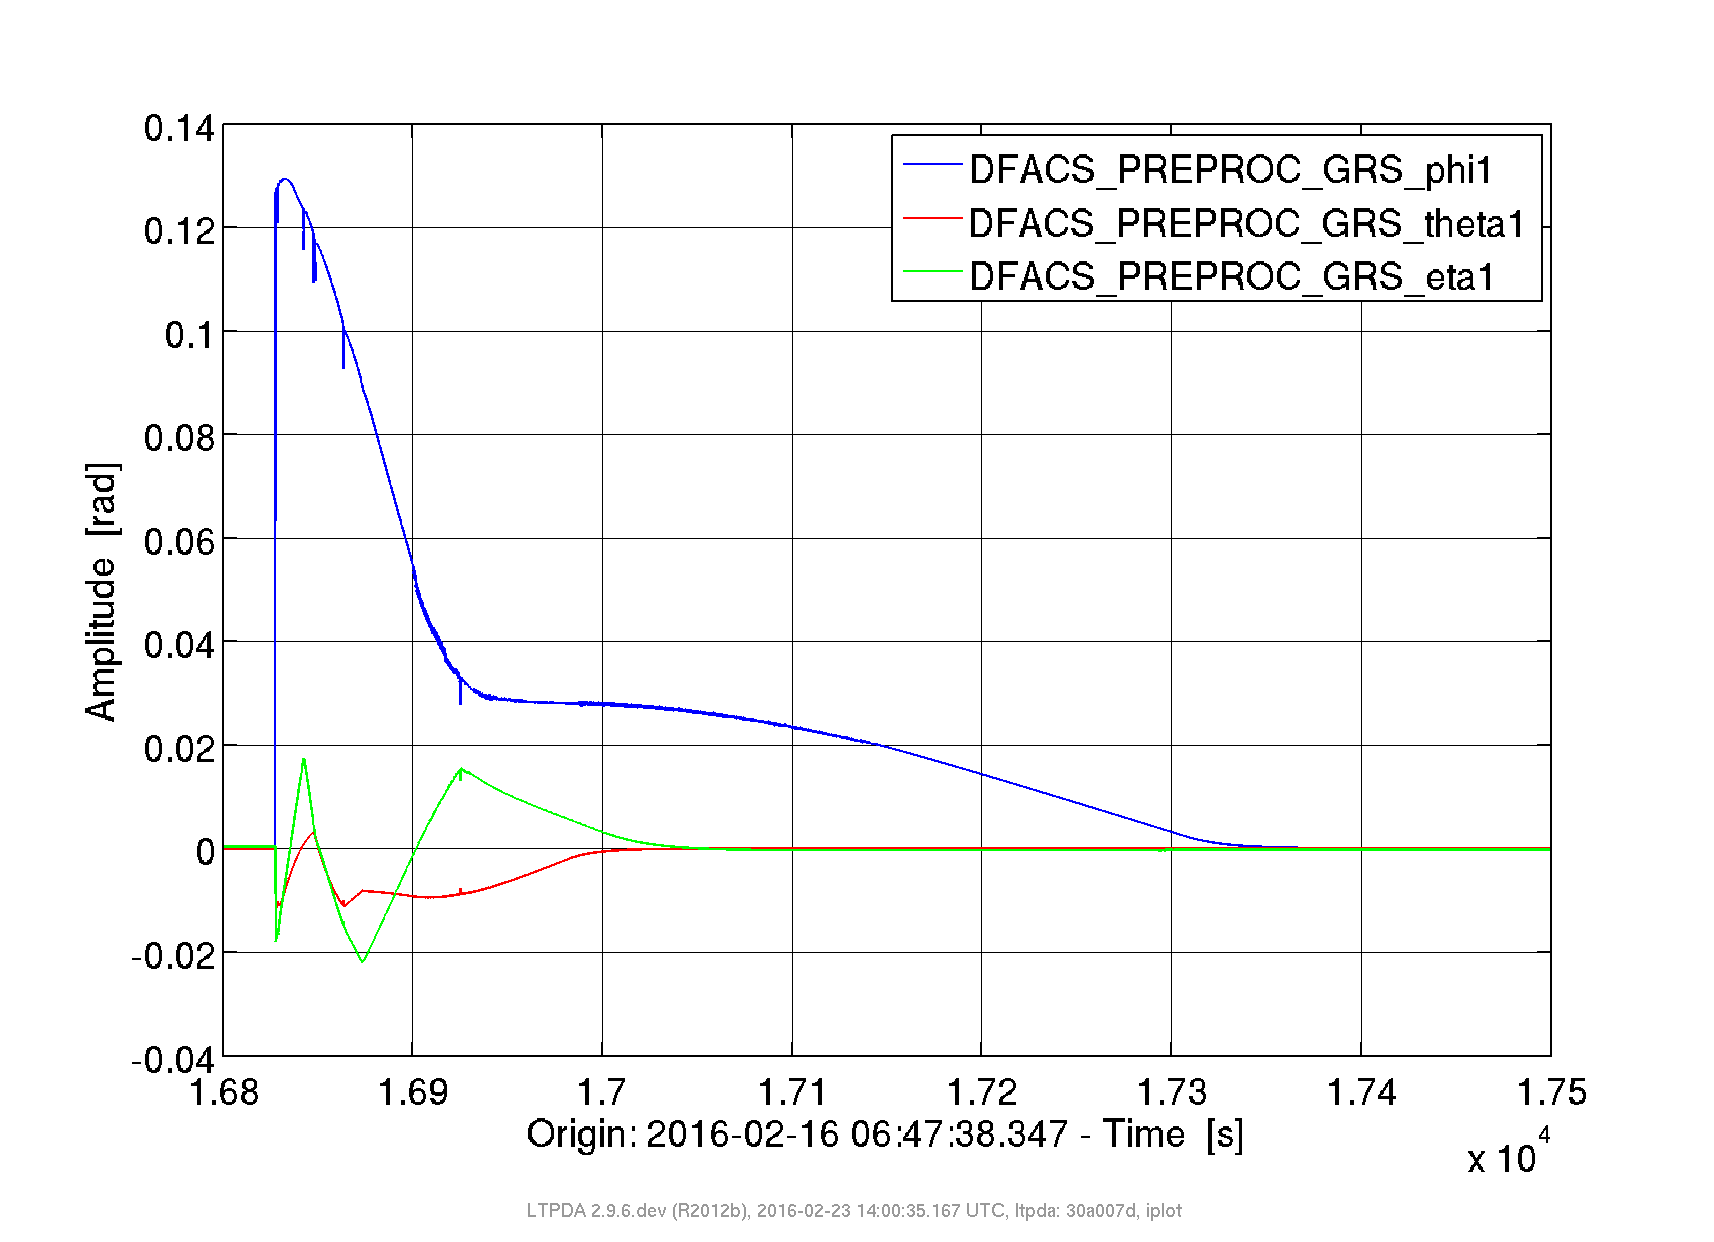 0.14
0.12
0.1
0.08
0.06
0.04
0.02
0
-0.02
-0.04
Amplitude [rad]
DFACS_PREPROC_GRS_phi1
DFACS_PREPROC_GRS_theta1
DFACS_PREPROC_GRS_eta1
1.68 1.69 1.7 1.71 1.72 1.73 1.74 1.75
Origin: 2016-02-16 06:47:38.347 - Time [s]
x 10⁴
LTPDA 2.9.6.dev (R2012b), 2016-02-23 14:00:35.167 UTC, ltpda: 30a007d, iplot